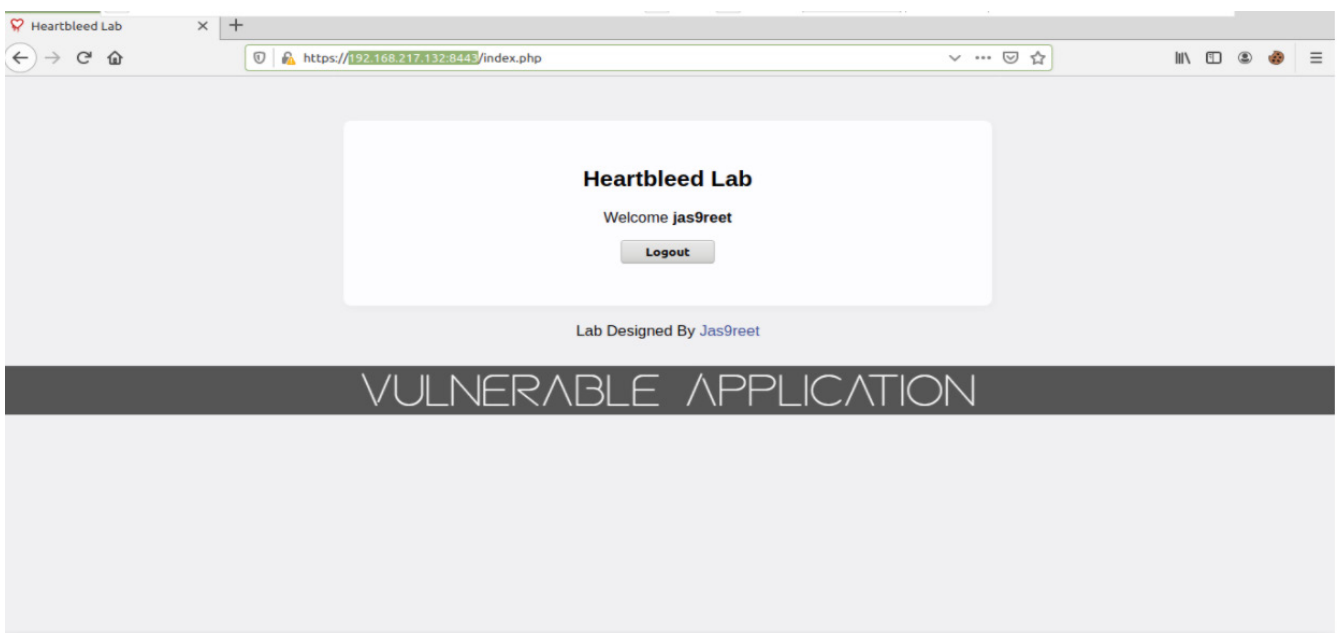 Heartbleed Lab
https://192.168.217.132:8443/index.php
Heartbleed Lab
Welcome jas9reet
Logout
Lab Designed By Jas9reet
VULNERABLE APPLICATION